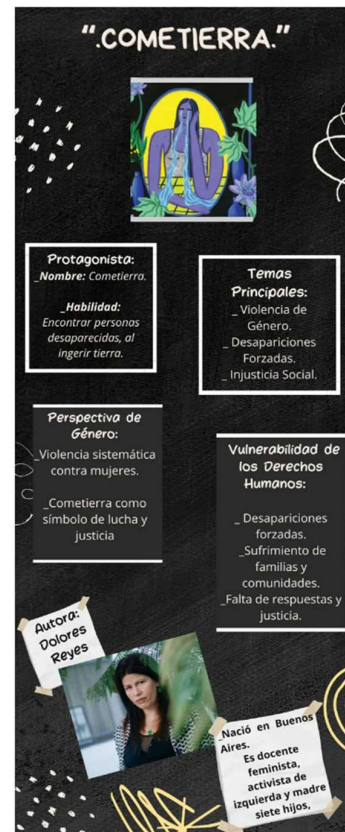 “.COMETIERRA.”
Protagonista:
_Nombre: Cometierra.
_Habilidad:
Encontrar personas
desaparecidas, al
ingerir tierra.
Temas
Principales:
_ Violencia de
Género.
_ Desapariciones
Forzadas.
_ Injusticia Social.
Perspectiva de
Género:
_Violencia sistemática
contra mujeres.
_Cometierra como
símbolo de lucha y
justicia
Vulnerabilidad de
los Derechos
Humanos:
_ Desapariciones
forzadas.
_Sufrimiento de
familias y
comunidades.
_Falta de respuestas y
justicia.
Autora:
Dolores
Reyes
_Nació en Buenos
Aires.
Es docente
feminista,
activista de
izquierda y madre
siete hijos,